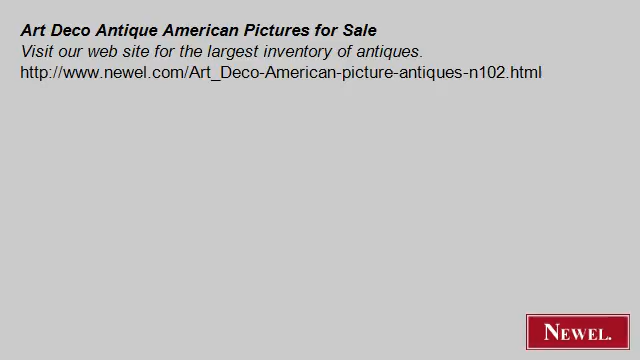 Art Deco Antique American Pictures for Sale
Visit our web site for the largest inventory of antiques.
http://www.newel.com/Art_Deco-American-picture-antiques-n102.html
NEWEL.